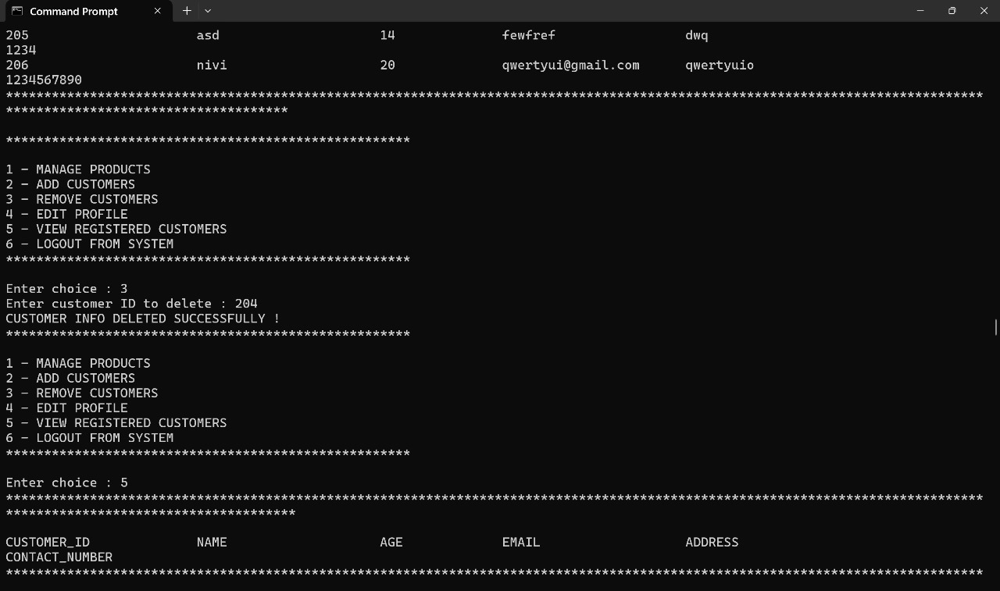 Command Prompt
205 asd 14 fewfref dwq
1234
206 nivi 20 qwertyui@gmail.com qwertyuio
1234567890
********************************************************************************************************************************
*************************************
*****************************************************
1 - MANAGE PRODUCTS
2 - ADD CUSTOMERS
3 - REMOVE CUSTOMERS
4 - EDIT PROFILE
5 - VIEW REGISTERED CUSTOMERS
6 - LOGOUT FROM SYSTEM
*****************************************************
Enter choice : 3
Enter customer ID to delete : 204
CUSTOMER INFO DELETED SUCCESSFULLY !
*****************************************************
1 - MANAGE PRODUCTS
2 - ADD CUSTOMERS
3 - REMOVE CUSTOMERS
4 - EDIT PROFILE
5 - VIEW REGISTERED CUSTOMERS
6 - LOGOUT FROM SYSTEM
*****************************************************
Enter choice : 5
********************************************************************************************************************************
**************************************
CUSTOMER_ID NAME AGE EMAIL ADDRESS
CONTACT_NUMBER
********************************************************************************************************************************